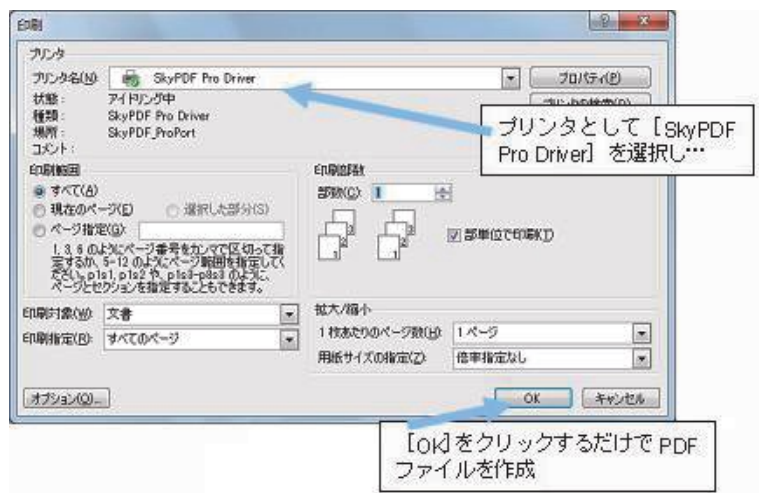 印刷
プリンタ
プリンタ名(N): SkyPDF Pro Driver プロパティ(P)
状態: アイドリング中
種類: SkyPDF Pro Driver
場所: SkyPDF_ProPort
コメント:
プリンタとして［SkyPDF
Pro Driver］を選択し…
印刷範囲
すべて(A)
現在のページ(E) 選択した部分(S)
ページ指定(G):
1, 3, 6 のようにページ番号をカンマで区切って指
定するか、5-12 のようにページ範囲を指定してく
ださい。p1s1, p1s2 や、p1s3-p8s3 のように、
ページとセクションを指定することもできます。
印刷部数
部数(C): 1
部単位で印刷(T)
印刷対象(W): 文書
印刷指定(R): すべてのページ
拡大/縮小
1 枚あたりのページ数(H): 1 ページ
用紙サイズの指定(Z): 倍率指定なし
オプション(O)... OK キャンセル
［OK］をクリックするだけで PDF
ファイルを作成